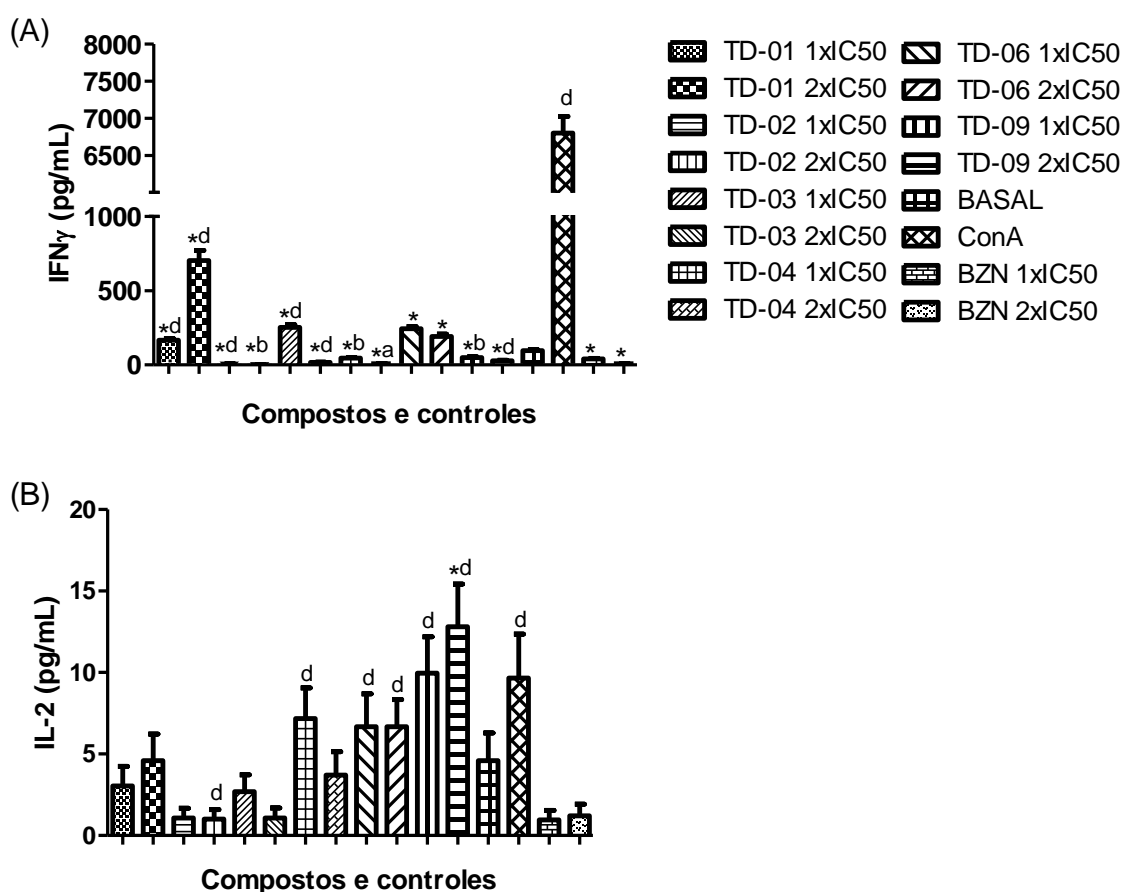 (A)
8000
7500
7000
6500
1000
500
0
IFNγ (pg/mL)
*d
*d
*d
*b
*d
*d
*b
*a
*
*
*b
*d
d
*
*
Compostos e controles
TD-01 1xIC50
TD-01 2xIC50
TD-02 1xIC50
TD-02 2xIC50
TD-03 1xIC50
TD-03 2xIC50
TD-04 1xIC50
TD-04 2xIC50
TD-06 1xIC50
TD-06 2xIC50
TD-09 1xIC50
TD-09 2xIC50
BASAL
ConA
BZN 1xIC50
BZN 2xIC50
(B)
20
15
10
5
0
IL-2 (pg/mL)
d
d
d
d
d
*d
d
Compostos e controles